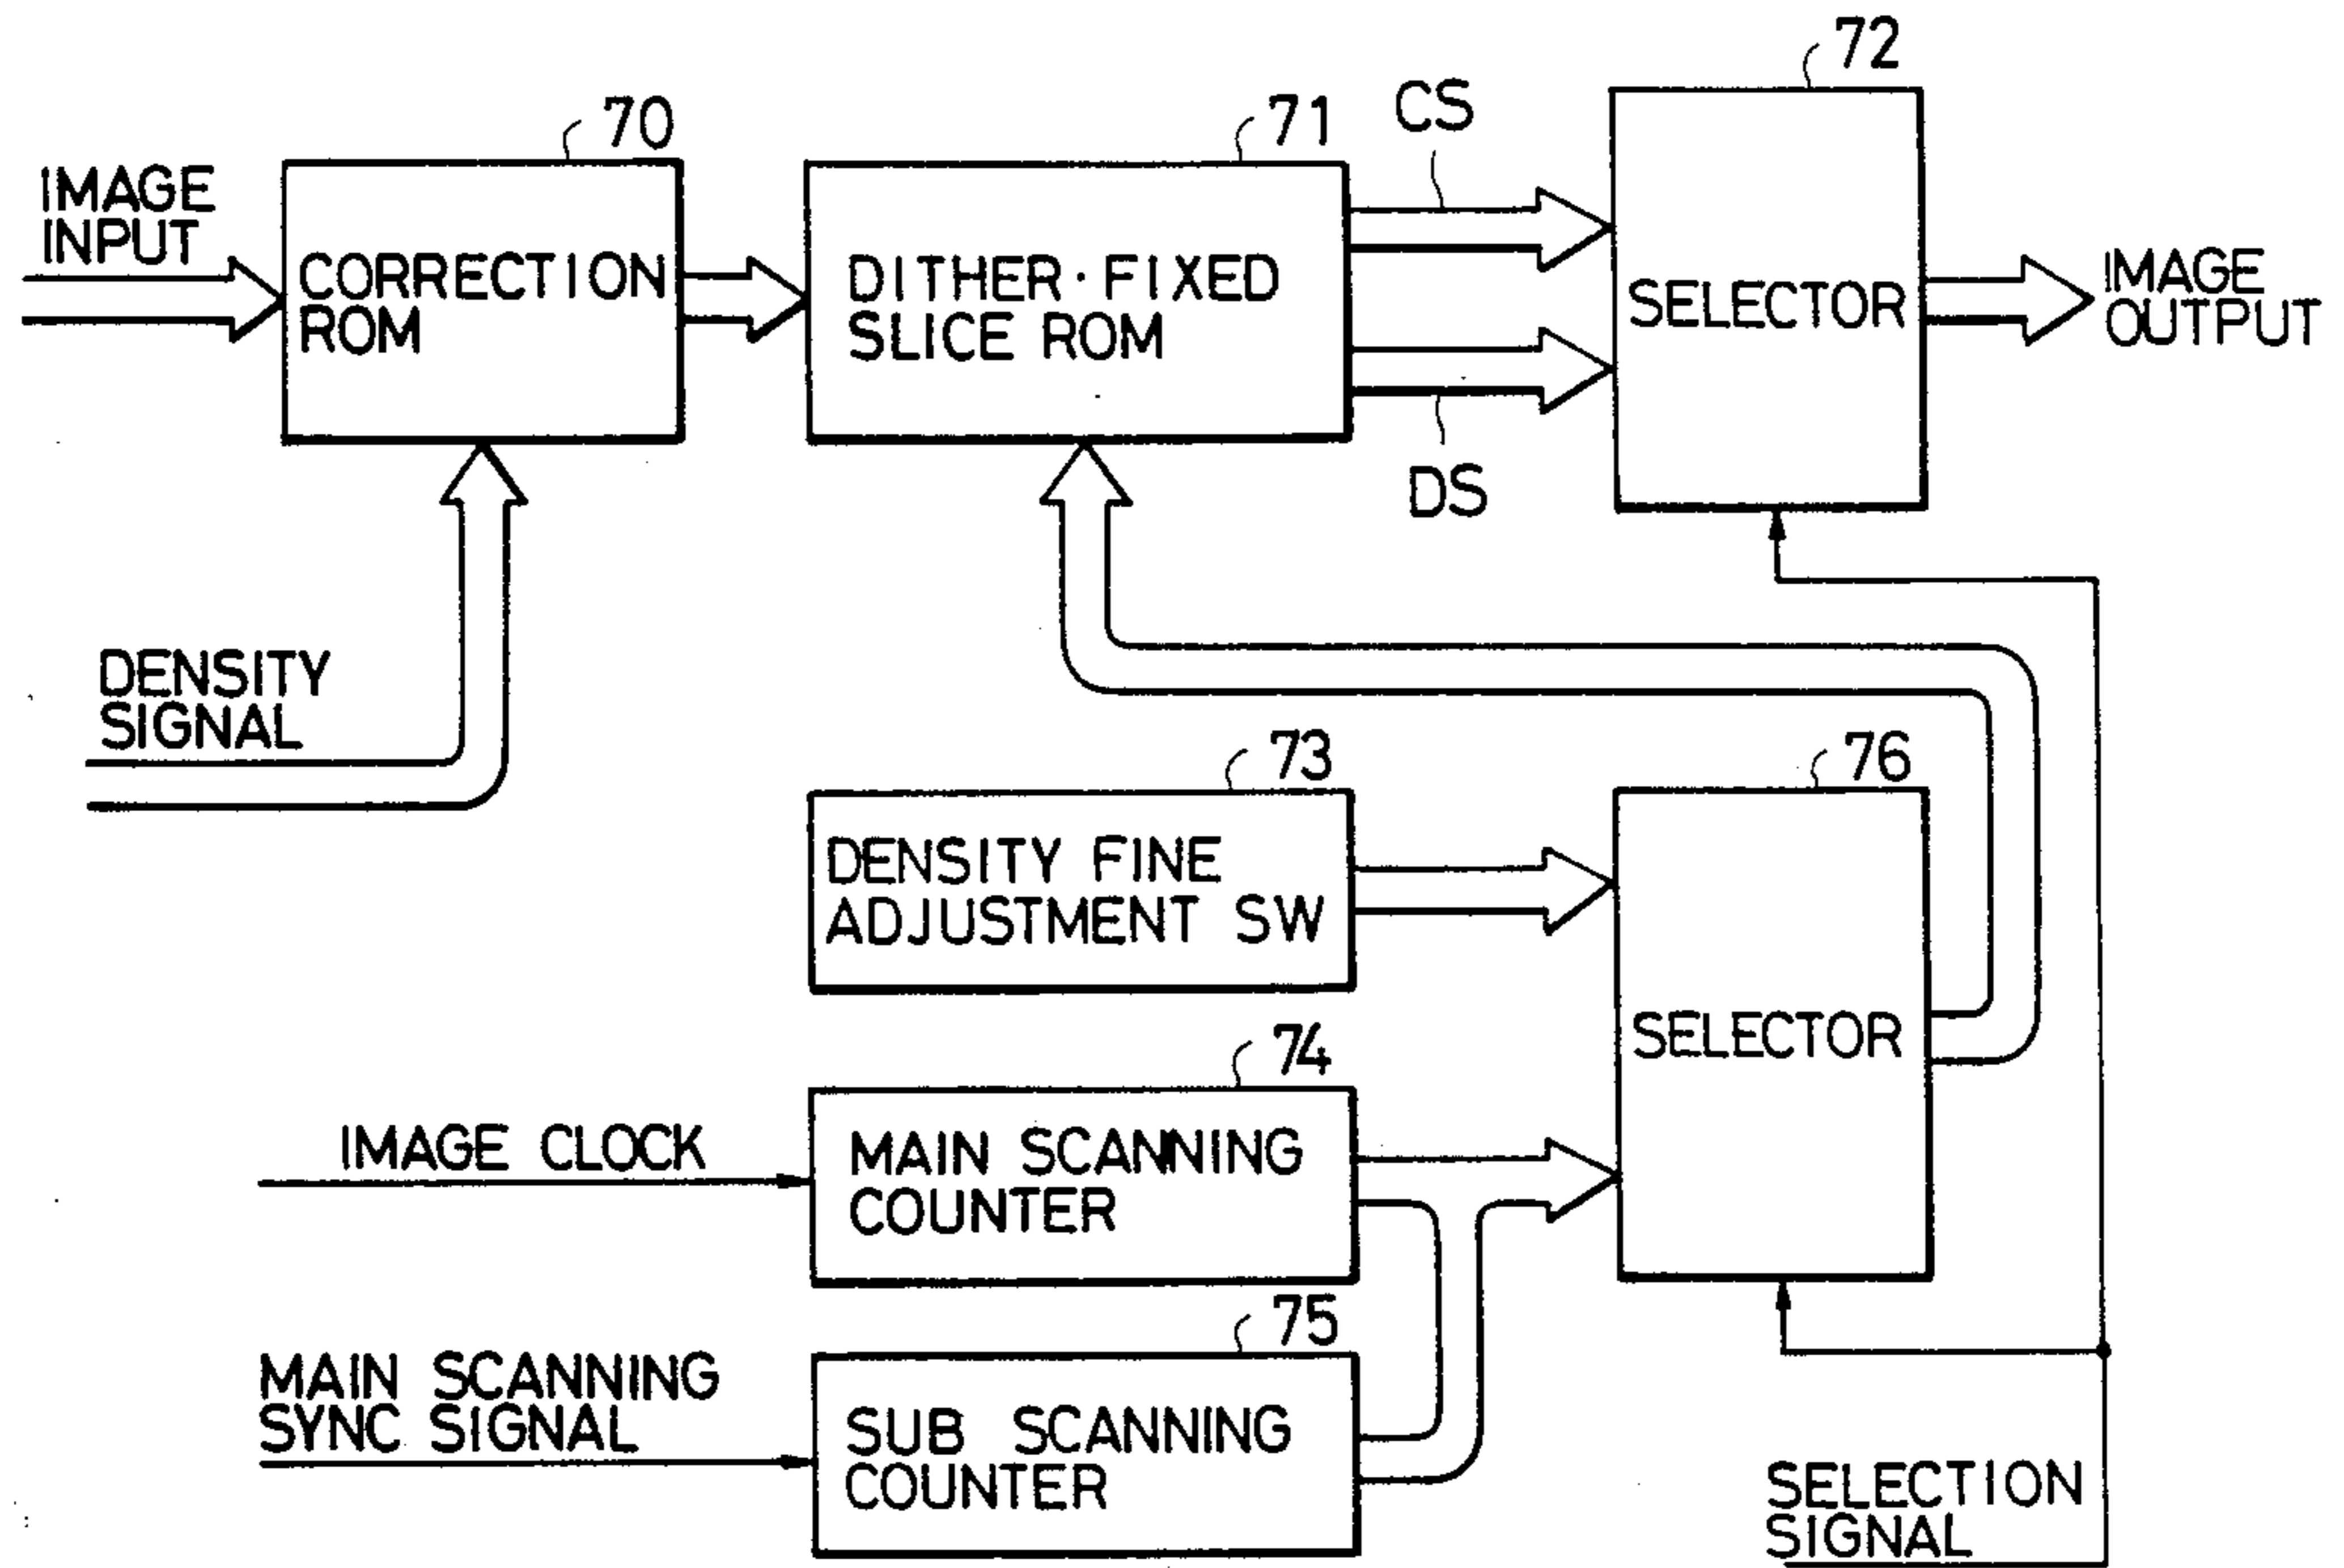 72
70
71
CS
IMAGE
INPUT
CORRECTION
ROM
DITHER·FIXED
SLICE ROM
SELECTOR
IMAGE
OUTPUT
DS
DENSITY
SIGNAL
73
76
DENSITY FINE
ADJUSTMENT SW
SELECTOR
74
IMAGE CLOCK
MAIN SCANNING
COUNTER
75
MAIN SCANNING
SYNC SIGNAL
SUB SCANNING
COUNTER
SELECTION
SIGNAL